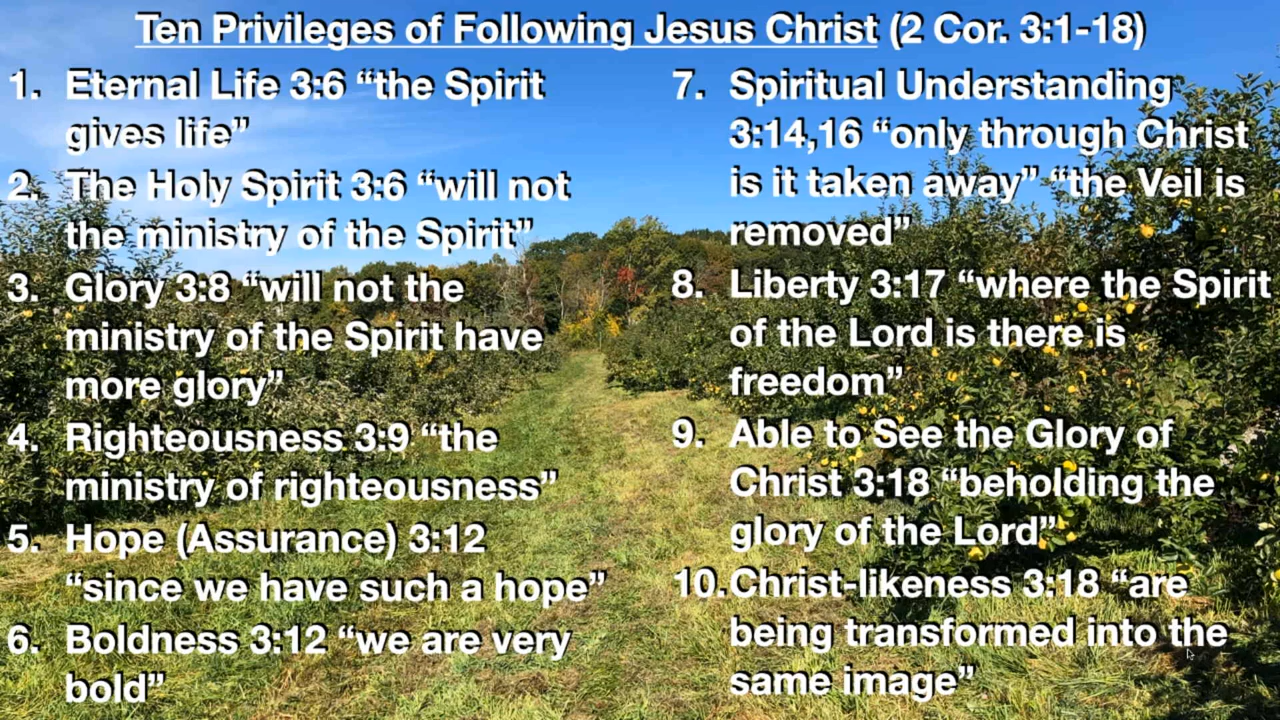 Ten Privileges of Following Jesus Christ (2 Cor. 3:1-18)
1. Eternal Life 3:6 “the Spirit
gives life”
2. The Holy Spirit 3:6 “will not
the ministry of the Spirit”
3. Glory 3:8 “will not the
ministry of the Spirit have
more glory”
4. Righteousness 3:9 “the
ministry of righteousness”
5. Hope (Assurance) 3:12
“since we have such a hope”
6. Boldness 3:12 “we are very
bold”
7. Spiritual Understanding
3:14,16 “only through Christ
is it taken away” “the Veil is
removed”
8. Liberty 3:17 “where the Spirit
of the Lord is there is
freedom”
9. Able to See the Glory of
Christ 3:18 “beholding the
glory of the Lord”
10. Christ-likeness 3:18 “are
being transformed into the
same image”